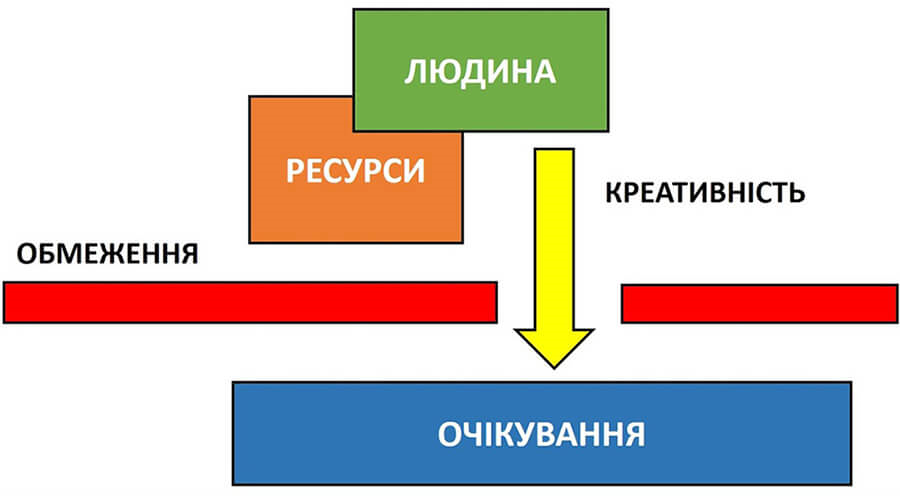 ЛЮДИНА
РЕСУРСИ
КРЕАТИВНІСТЬ
ОБМЕЖЕННЯ
ОЧІКУВАННЯ